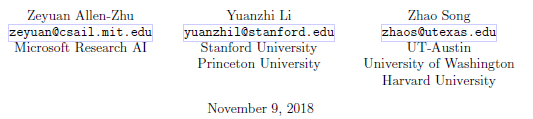 Zeyuan Allen-Zhu
zeyuan@csail.mit.edu
Microsoft Research AI
Yuanzhi Li
yuanzhil@stanford.edu
Stanford University
Princeton University
Zhao Song
zhaos@utexas.edu
UT-Austin
University of Washington
Harvard University
November 9, 2018